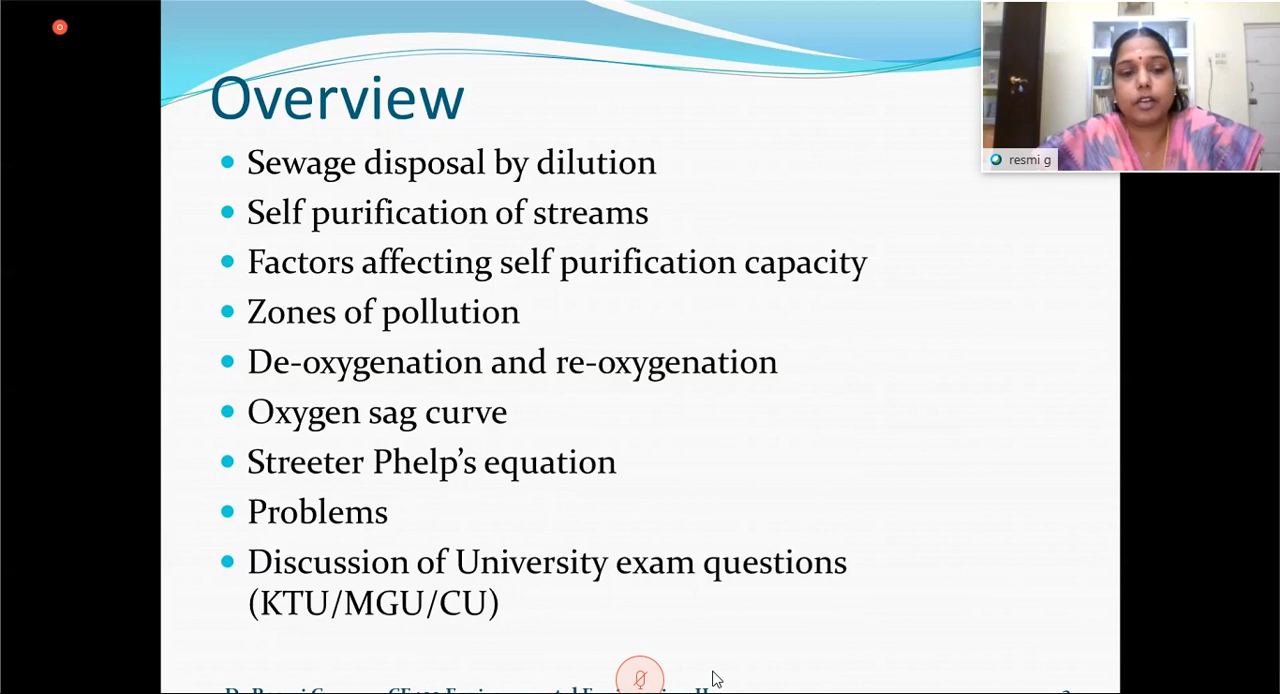 Overview
resmi g
Sewage disposal by dilution
Self purification of streams
Factors affecting self purification capacity
Zones of pollution
De-oxygenation and re-oxygenation
Oxygen sag curve
Streeter Phelp’s equation
Problems
Discussion of University exam questions
(KTU/MGU/CU)